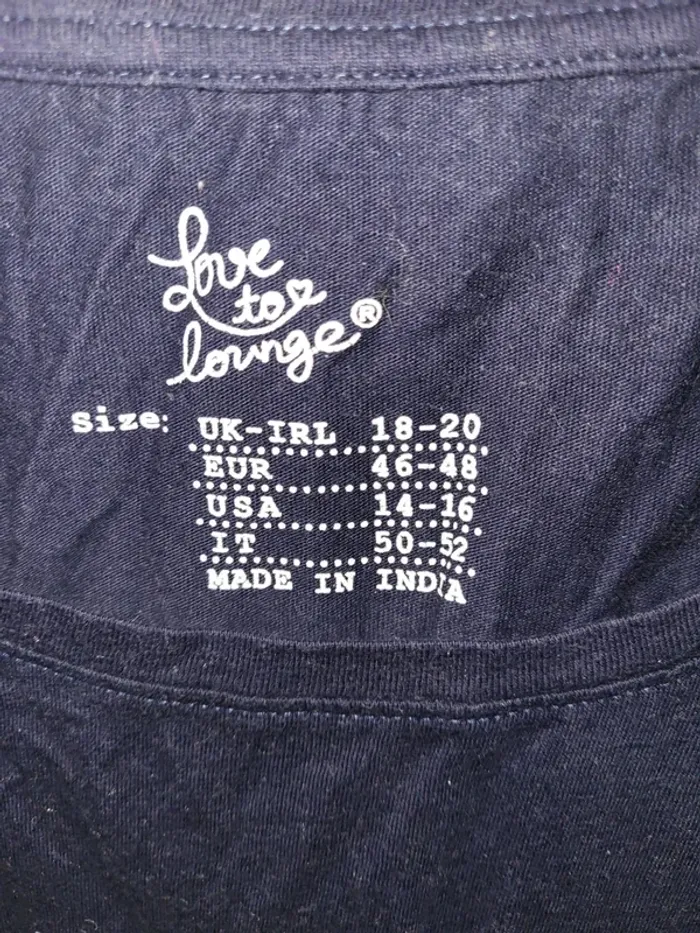 Love
to
lounge®
Size: UK-IRL 18-20
EUR 46-48
USA 14-16
IT 50-52
MADE IN INDIA